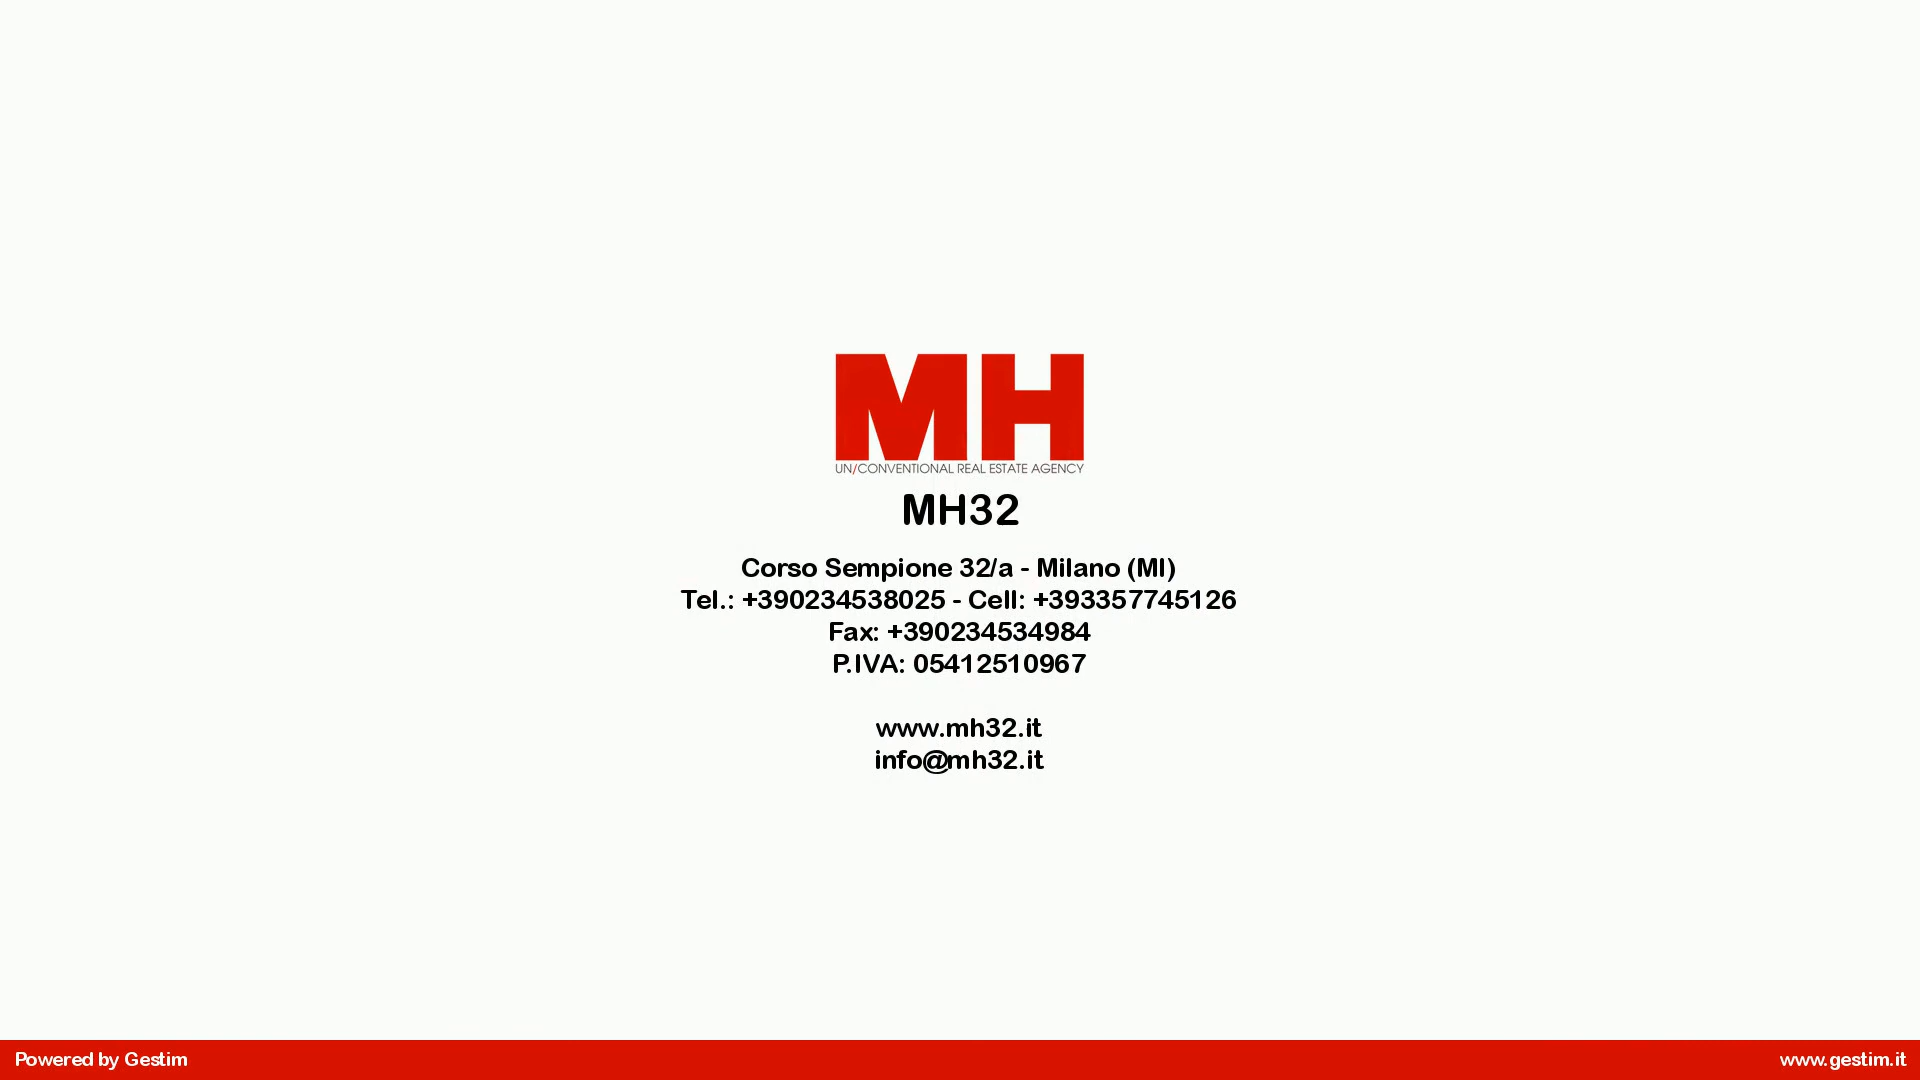 MH
UN/CONVENTIONAL REAL ESTATE AGENCY
MH32
Corso Sempione 32/a - Milano (MI)
Tel.: +390234538025 - Cell: +393357745126
Fax: +390234534984
P.IVA: 05412510967
www.mh32.it
info@mh32.it
Powered by Gestim
www.gestim.it